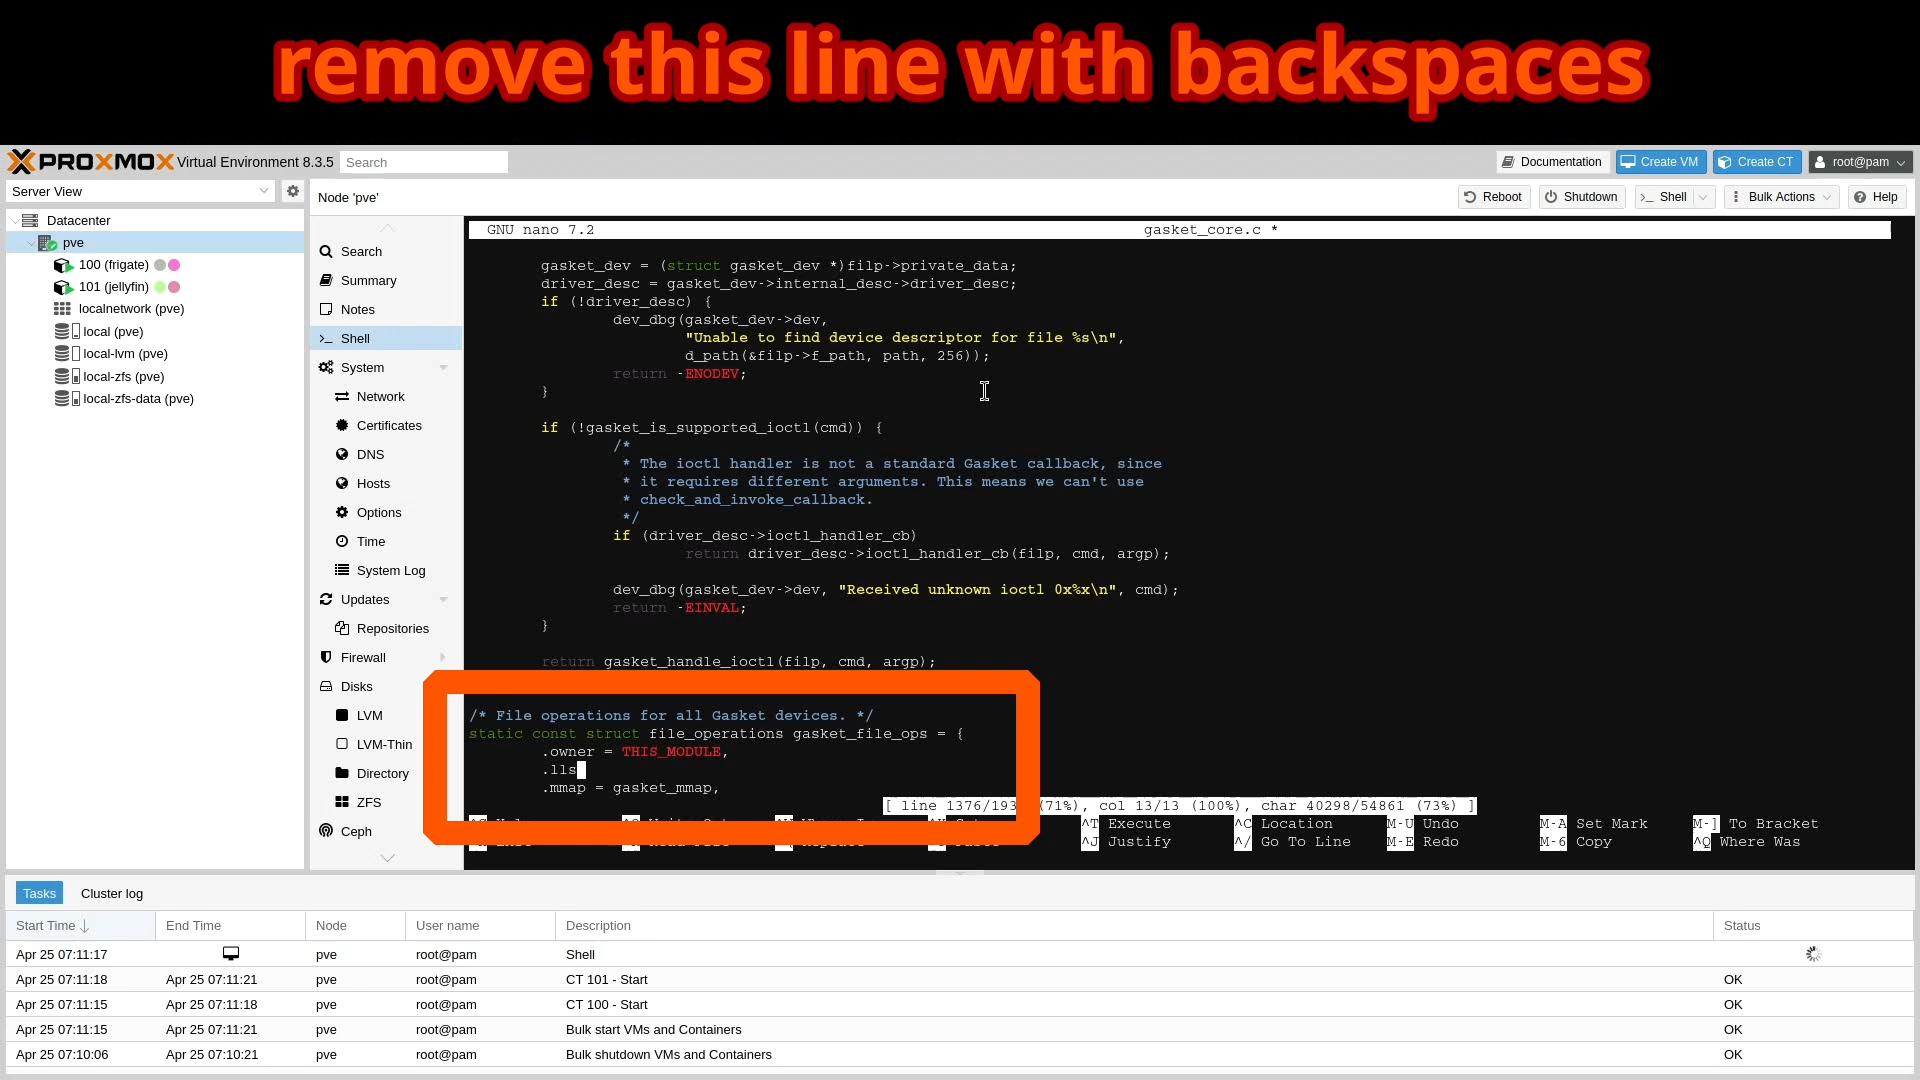 remove this line with backspaces
PROXMOX Virtual Environment 8.3.5 Search
Documentation Create VM Create CT root@pam
Server View
Node 'pve'
Reboot Shutdown Shell Bulk Actions Help
Datacenter
pve
100 (frigate)
101 (jellyfin)
localnetwork (pve)
local (pve)
local-lvm (pve)
local-zfs (pve)
local-zfs-data (pve)
Search
Summary
Notes
Shell
System
Network
Certificates
DNS
Hosts
Options
Time
System Log
Updates
Repositories
Firewall
Disks
LVM
LVM-Thin
Directory
ZFS
Ceph
GNU nano 7.2 gasket_core.c *
gasket_dev = (struct gasket_dev *)filp->private_data;
driver_desc = gasket_dev->internal_desc->driver_desc;
if (!driver_desc) {
dev_dbg(gasket_dev->dev,
"Unable to find device descriptor for file %s\n",
d_path(&filp->f_path, path, 256));
return -ENODEV;
}
if (!gasket_is_supported_ioctl(cmd)) {
/*
* The ioctl handler is not a standard Gasket callback, since
* it requires different arguments. This means we can't use
* check_and_invoke_callback.
*/
if (driver_desc->ioctl_handler_cb)
return driver_desc->ioctl_handler_cb(filp, cmd, argp);
dev_dbg(gasket_dev->dev, "Received unknown ioctl 0x%x\n", cmd);
return -EINVAL;
}
return gasket_handle_ioctl(filp, cmd, argp);
/* File operations for all Gasket devices. */
static const struct file_operations gasket_file_ops = {
.owner = THIS_MODULE,
.lls
.mmap = gasket_mmap,
[ line 1376/193 (71%), col 13/13 (100%), char 40298/54861 (73%) ]
^T Execute ^C Location M-U Undo M-A Set Mark M-] To Bracket
^J Justify ^/ Go To Line M-E Redo M-6 Copy ^Q Where Was
Tasks Cluster log
Start Time End Time Node User name Description Status
Apr 25 07:11:17 pve root@pam Shell
Apr 25 07:11:18 Apr 25 07:11:21 pve root@pam CT 101 - Start OK
Apr 25 07:11:15 Apr 25 07:11:18 pve root@pam CT 100 - Start OK
Apr 25 07:11:15 Apr 25 07:11:21 pve root@pam Bulk start VMs and Containers OK
Apr 25 07:10:06 Apr 25 07:10:21 pve root@pam Bulk shutdown VMs and Containers OK